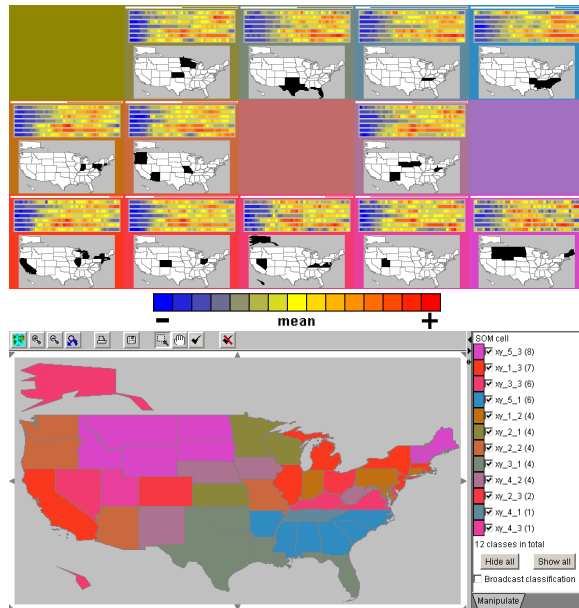 mean
SOM cell
xy_5_3 (8)
xy_1_3 (7)
xy_3_3 (6)
xy_5_1 (6)
xy_1_2 (4)
xy_2_1 (4)
xy_2_2 (4)
xy_3_1 (4)
xy_4_2 (4)
xy_2_3 (2)
xy_4_1 (1)
xy_4_3 (1)
12 classes in total
Hide all
Show all
Broadcast classification
Manipulate